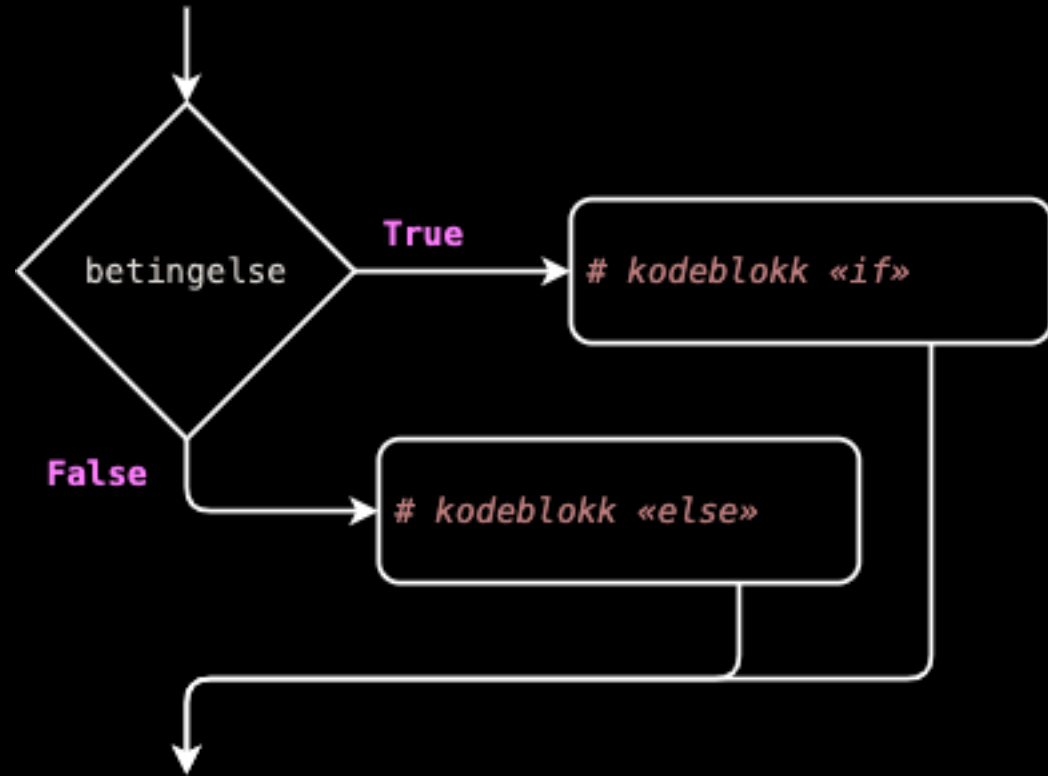 True
betingelse
# kodeblokk «if»
False
# kodeblokk «else»